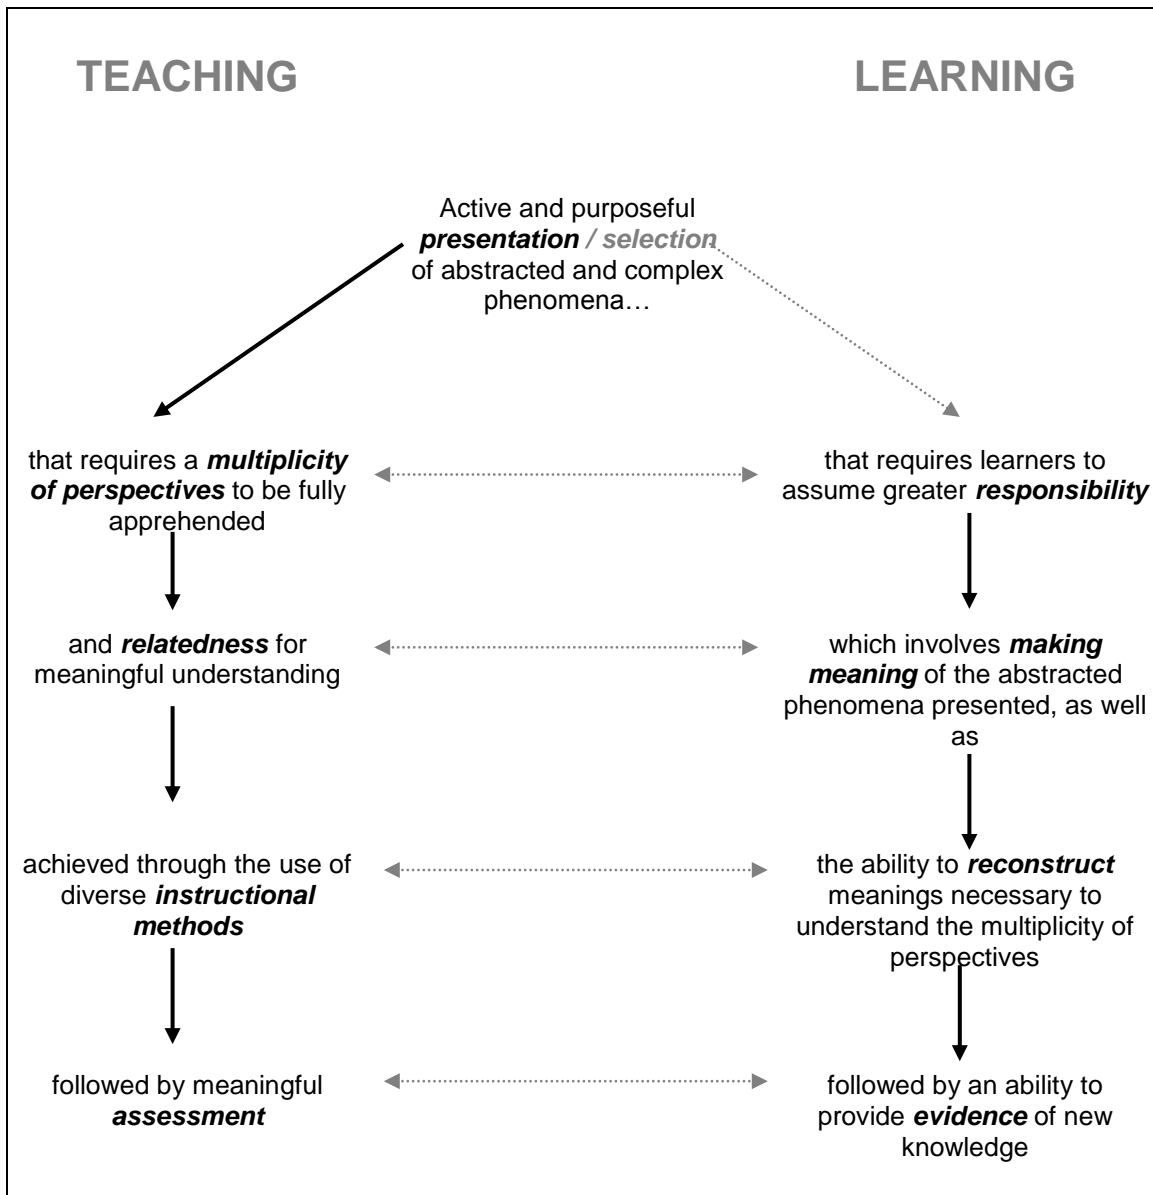 TEACHING
LEARNING
Active and purposeful
presentation / selection
of abstracted and complex
phenomena…
that requires a multiplicity
of perspectives to be fully
apprehended
that requires learners to
assume greater responsibility
and relatedness for
meaningful understanding
which involves making
meaning of the abstracted
phenomena presented, as well
as
achieved through the use of
diverse instructional
methods
the ability to reconstruct
meanings necessary to
understand the multiplicity of
perspectives
followed by meaningful
assessment
followed by an ability to
provide evidence of new
knowledge